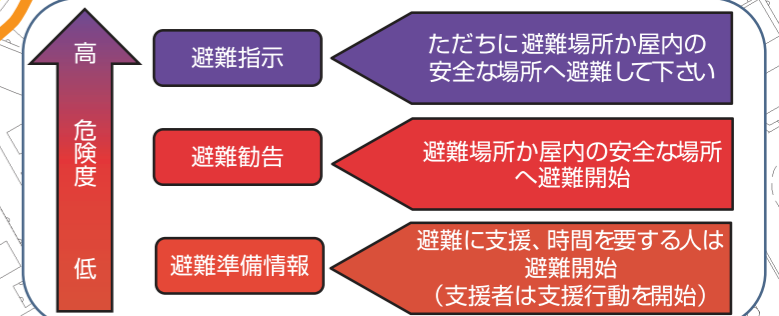 高
危険度
低
避難指示
ただちに避難場所か屋内の
安全な場所へ避難して下さい
避難勧告
避難場所か屋内の安全な場所
へ避難開始
避難準備情報
避難に支援、時間を要する人は
避難開始
（支援者は支援行動を開始）